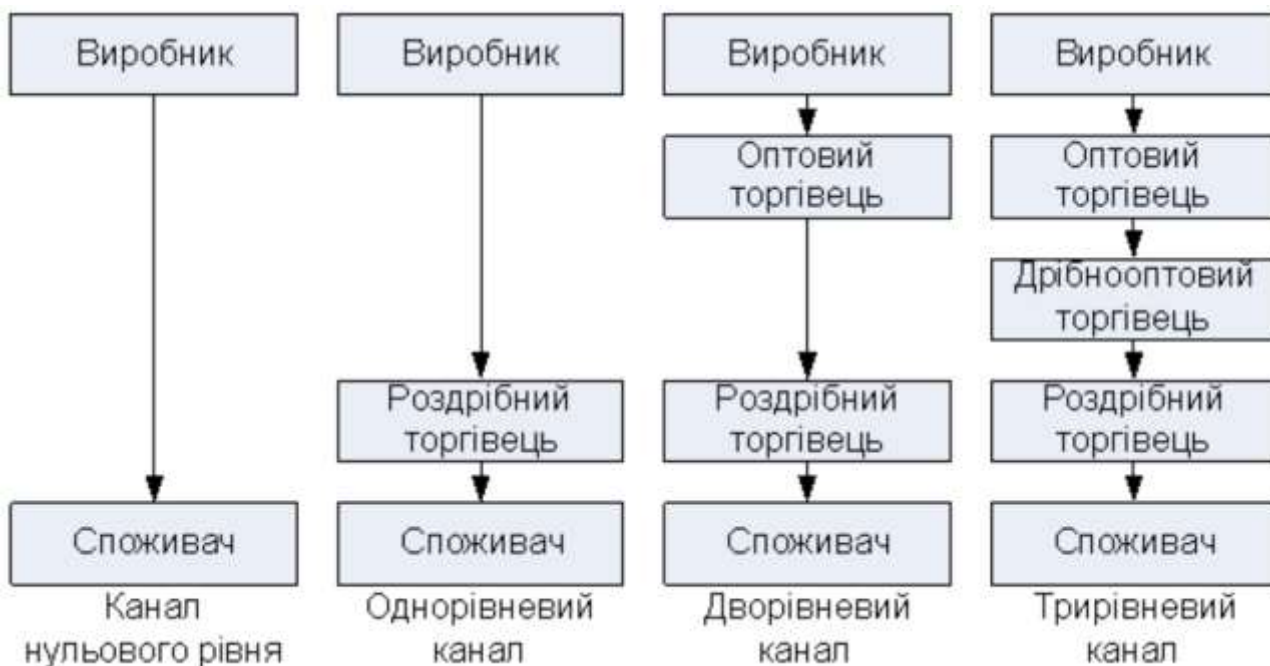 Виробник
Виробник
Виробник
Виробник
Оптовий
торгівець
Оптовий
торгівець
Дрібнооптовий
торгівець
Роздрібний
торгівець
Роздрібний
торгівець
Роздрібний
торгівець
Споживач
Споживач
Споживач
Споживач
Канал
нульового рівня
Однорівневий
канал
Дворівневий
канал
Трирівневий
канал